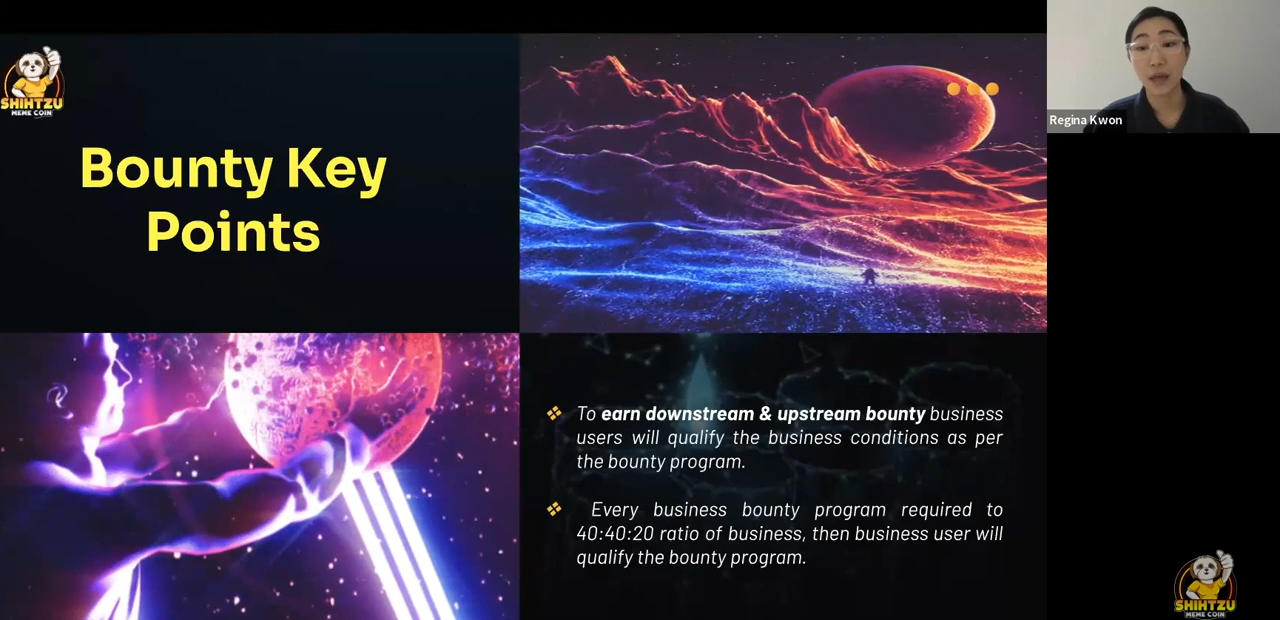 SHIHTZU
MEME COIN
Bounty Key
Points
Regina Kwon
To earn downstream & upstream bounty business
users will qualify the business conditions as per
the bounty program.
Every business bounty program required to
40:40:20 ratio of business, then business user will
qualify the bounty program.
SHIHTZU
MEME COIN